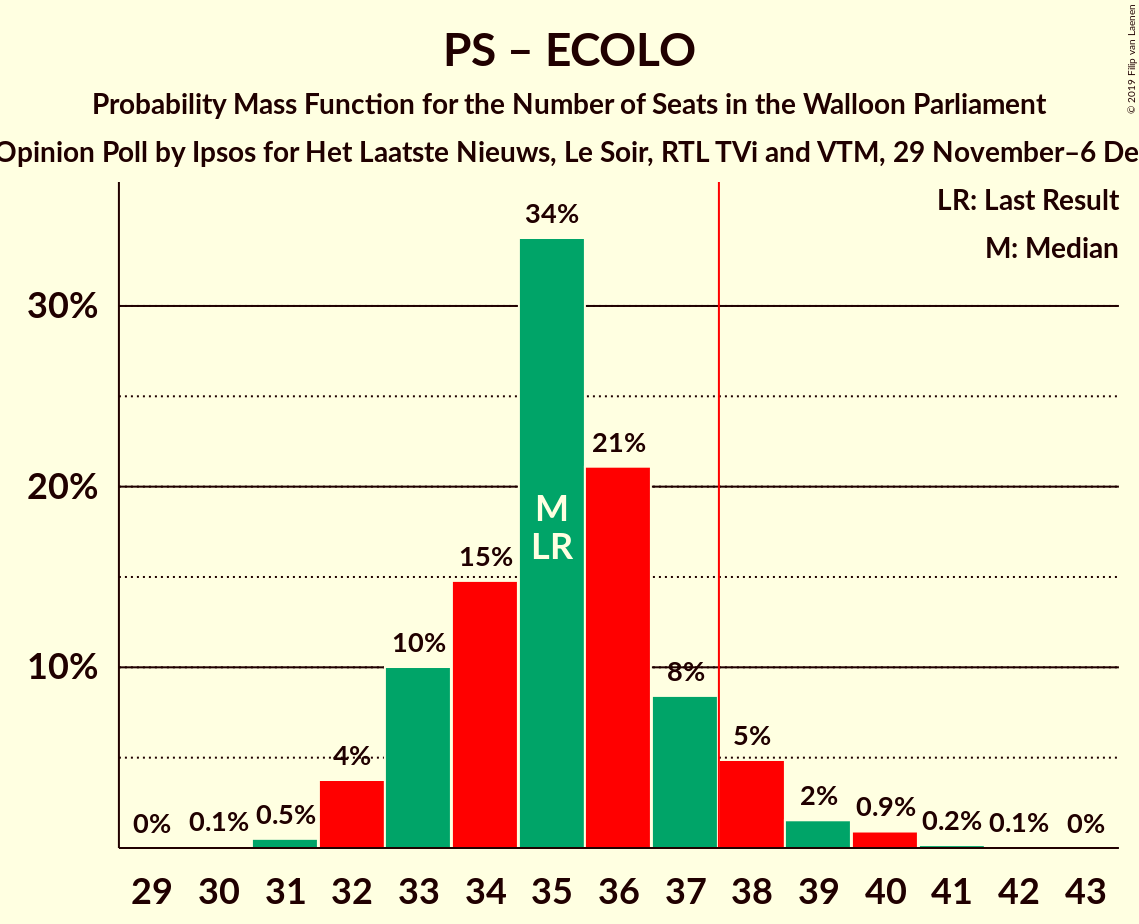 © 2019 Filip van Laenen
PS – ECOLO
Probability Mass Function for the Number of Seats in the Walloon Parliament
Opinion Poll by Ipsos for Het Laatste Nieuws, Le Soir, RTL TVi and VTM, 29 November–6 De
LR: Last Result
M: Median
34%
30%
21%
20%
M
LR
15%
10%
10%
8%
5%
4%
2%
0% 0.1% 0.5% 0.9% 0.2% 0.1% 0%
29 30 31 32 33 34 35 36 37 38 39 40 41 42 43